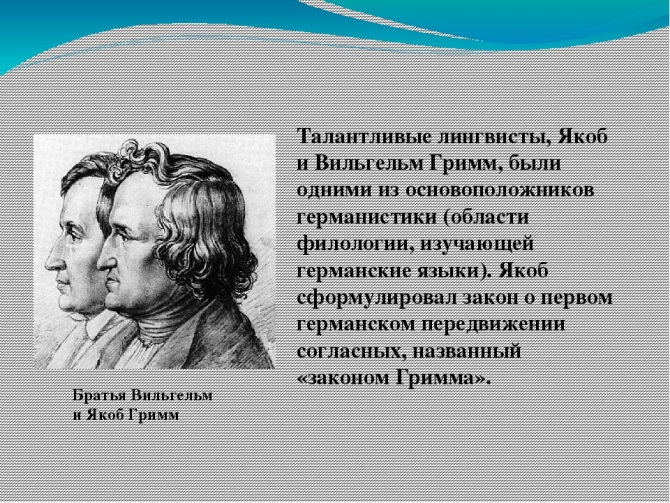 Талантливые лингвисты, Якоб
и Вильгельм Гримм, были
одними из основоположников
германистики (области
филологии, изучающей
германские языки). Якоб
сформулировал закон о первом
германском передвижении
согласных, названный
«законом Гримма».
Братья Вильгельм
и Якоб Гримм